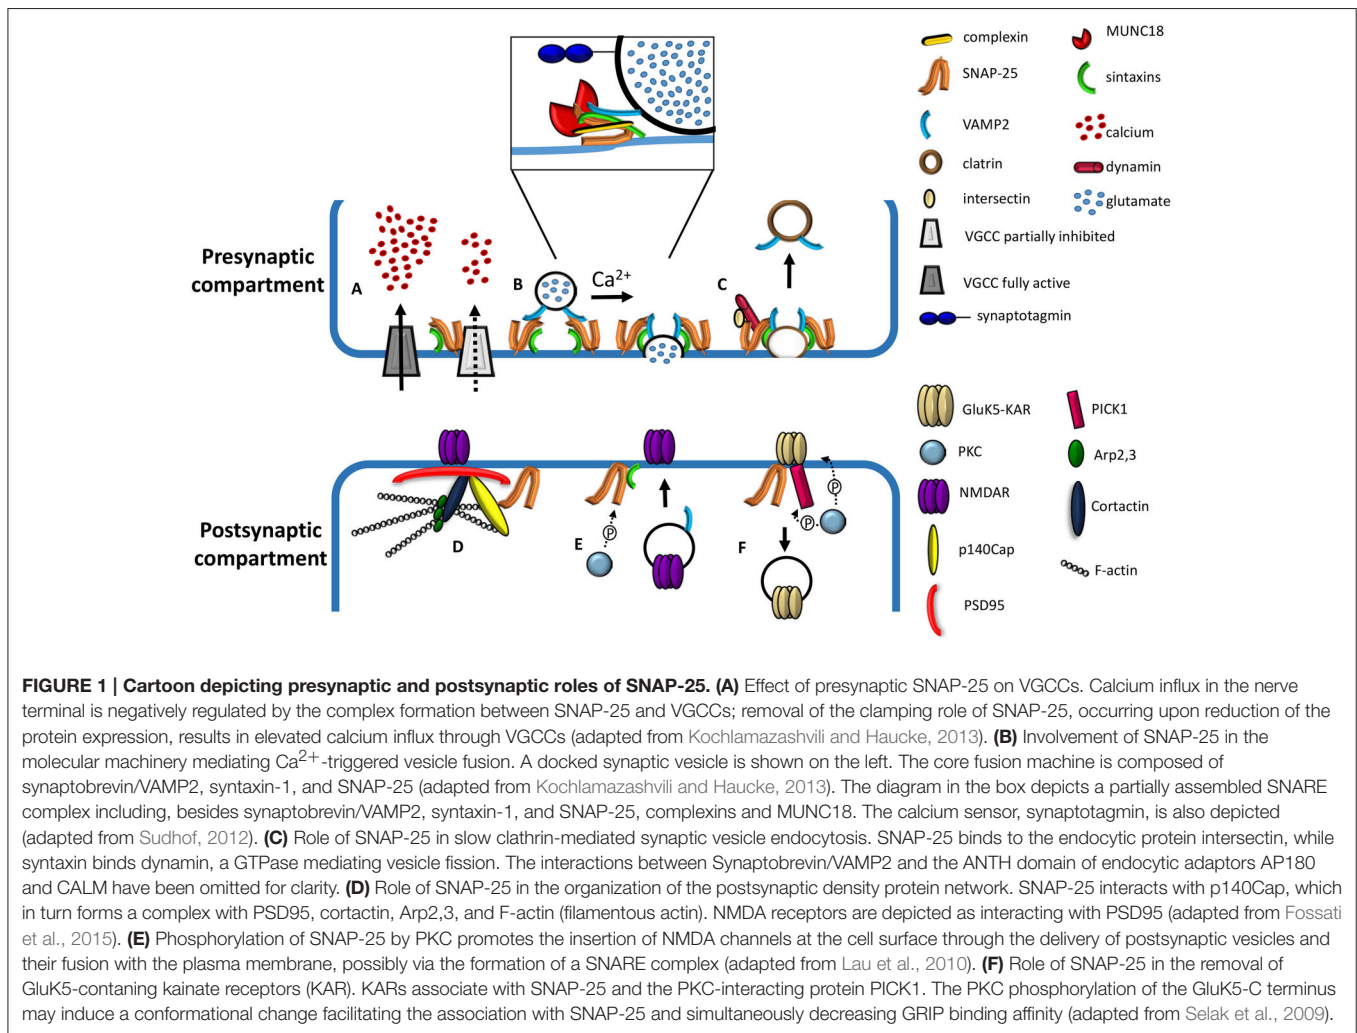 complexin
MUNC18
SNAP-25
sintaxins
VAMP2
calcium
clatrin
dynamin
intersectin
glutamate
VGCC partially inhibited
VGCC fully active
synaptotagmin
Presynaptic
compartment
A
B
Ca2+
C
GluK5-KAR
PICK1
PKC
Arp2,3
NMDAR
Cortactin
p140Cap
F-actin
PSD95
Postsynaptic
compartment
D
E
P
F
P
P
FIGURE 1 | Cartoon depicting presynaptic and postsynaptic roles of SNAP-25. (A) Effect of presynaptic SNAP-25 on VGCCs. Calcium influx in the nerve
terminal is negatively regulated by the complex formation between SNAP-25 and VGCCs; removal of the clamping role of SNAP-25, occurring upon reduction of the
protein expression, results in elevated calcium influx through VGCCs (adapted from Kochlamazashvili and Haucke, 2013). (B) Involvement of SNAP-25 in the
molecular machinery mediating Ca2+-triggered vesicle fusion. A docked synaptic vesicle is shown on the left. The core fusion machine is composed of
synaptobrevin/VAMP2, syntaxin-1, and SNAP-25 (adapted from Kochlamazashvili and Haucke, 2013). The diagram in the box depicts a partially assembled SNARE
complex including, besides synaptobrevin/VAMP2, syntaxin-1, and SNAP-25, complexins and MUNC18. The calcium sensor, synaptotagmin, is also depicted
(adapted from Sudhof, 2012). (C) Role of SNAP-25 in slow clathrin-mediated synaptic vesicle endocytosis. SNAP-25 binds to the endocytic protein intersectin, while
syntaxin binds dynamin, a GTPase mediating vesicle fission. The interactions between Synaptobrevin/VAMP2 and the ANTH domain of endocytic adaptors AP180
and CALM have been omitted for clarity. (D) Role of SNAP-25 in the organization of the postsynaptic density protein network. SNAP-25 interacts with p140Cap, which
in turn forms a complex with PSD95, cortactin, Arp2,3, and F-actin (filamentous actin). NMDA receptors are depicted as interacting with PSD95 (adapted from Fossati
et al., 2015). (E) Phosphorylation of SNAP-25 by PKC promotes the insertion of NMDA channels at the cell surface through the delivery of postsynaptic vesicles and
their fusion with the plasma membrane, possibly via the formation of a SNARE complex (adapted from Lau et al., 2010). (F) Role of SNAP-25 in the removal of
GluK5-contaning kainate receptors (KAR). KARs associate with SNAP-25 and the PKC-interacting protein PICK1. The PKC phosphorylation of the GluK5-C terminus
may induce a conformational change facilitating the association with SNAP-25 and simultaneously decreasing GRIP binding affinity (adapted from Selak et al., 2009).